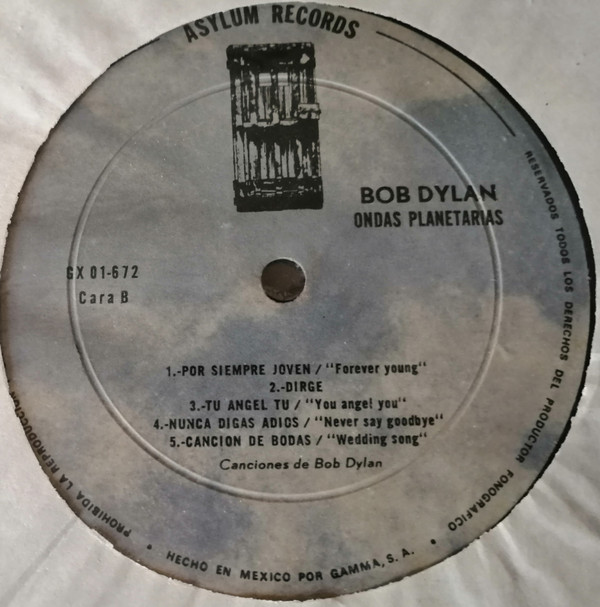 ASYLUM RECORDS
BOB DYLAN
ONDAS PLANETARIAS
GX 01-672
Cara B
1.-POR SIEMPRE JOVEN / "Forever young"
2.-DIRGE
3.-TU ANGEL TU / "You angel you"
4.-NUNCA DIGAS ADIOS / "Never say goodbye"
5.-CANCION DE BODAS / "Wedding song"
Canciones de Bob Dylan
RESERVADOS TODOS LOS DERECHOS DEL PRODUCTOR FONOGRAFICO • HECHO EN MEXICO POR GAMMA, S. A. • PROHIBIDA LA REPRODUCCION